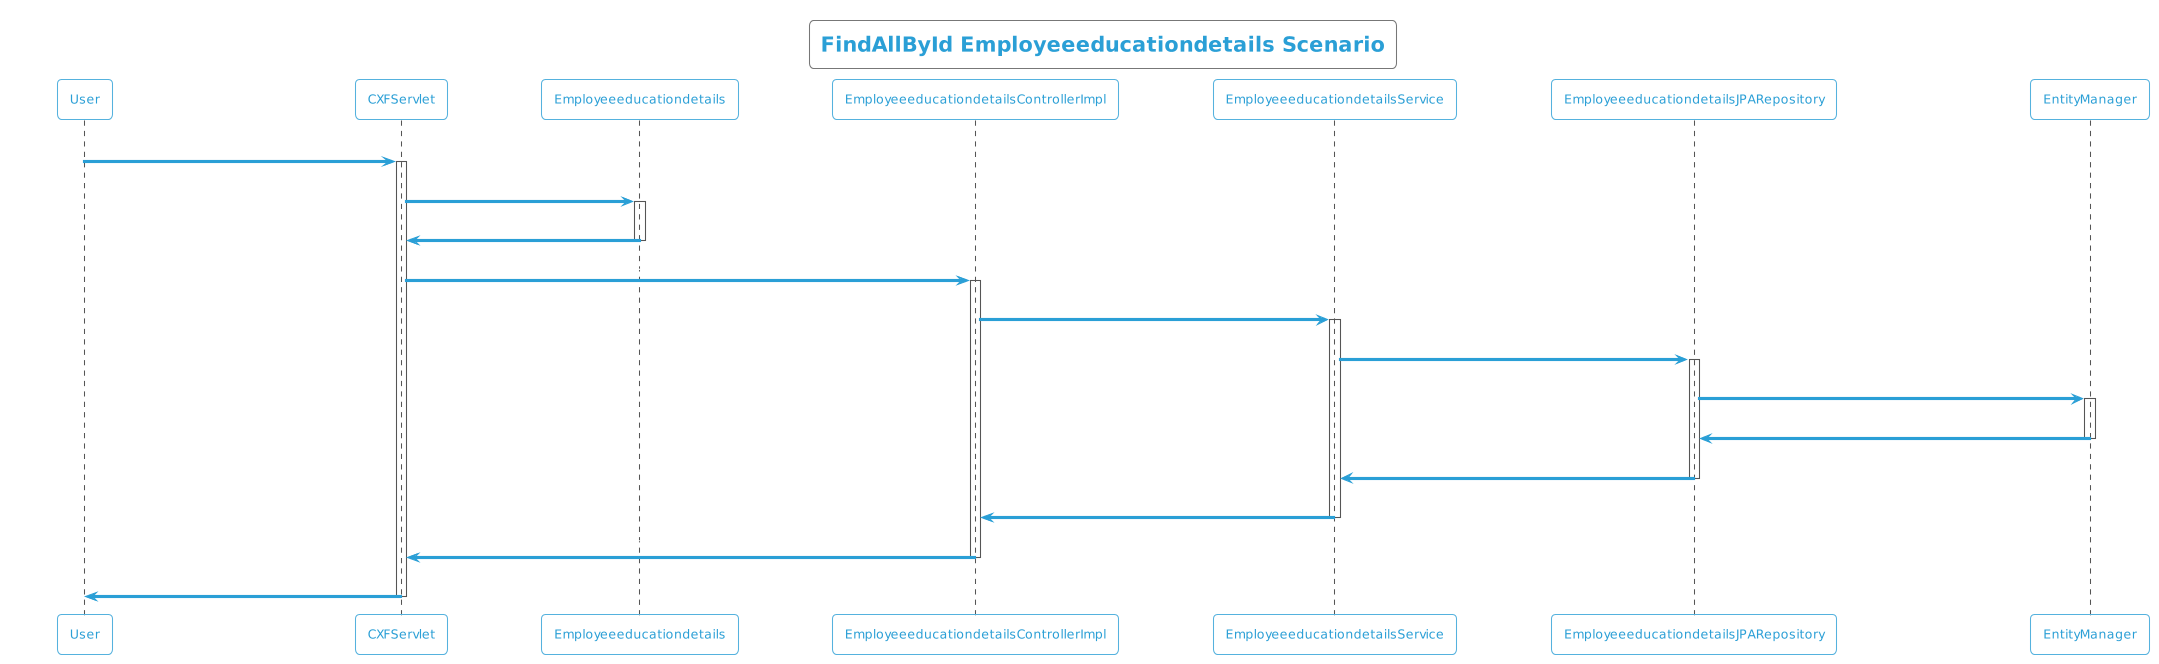 FindAllById Employeeeducationdetails Scenario
User
CXFServlet
Employeeeducationdetails
EmployeeeducationdetailsControllerImpl
EmployeeeducationdetailsService
EmployeeeducationdetailsJPARepository
EntityManager
User
CXFServlet
Employeeeducationdetails
EmployeeeducationdetailsControllerImpl
EmployeeeducationdetailsService
EmployeeeducationdetailsJPARepository
EntityManager